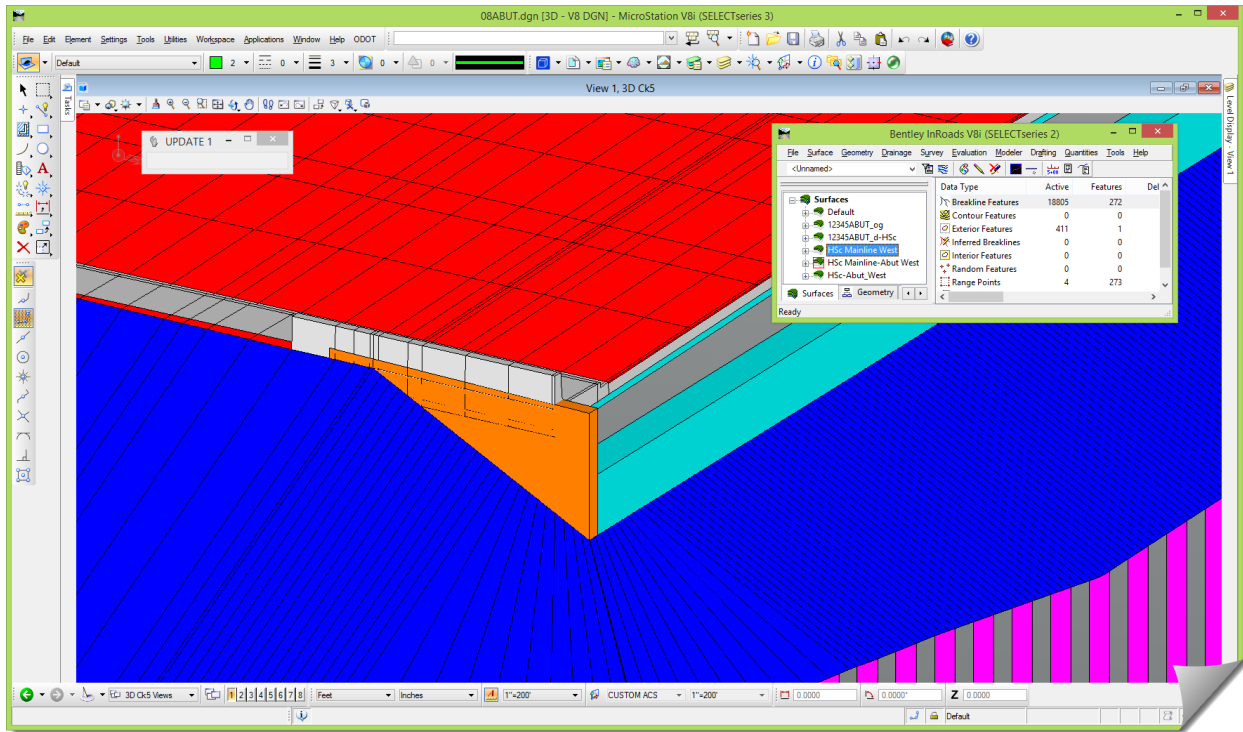 08ABUT.dgn [3D - V8 DGN] - MicroStation V8i (SELECTseries 3)
File Edit Element Settings Tools Utilities Workspace Applications Window Help ODOT
Default 2 0 3 0 0
View 1, 3D Ck5
Tasks
UPDATE 1
Level Display - View 1
Bentley InRoads V8i (SELECTseries 2)
File Surface Geometry Drainage Survey Evaluation Modeler Drafting Quantities Tools Help
<Unnamed>
Surfaces
Default
12345ABUT_og
12345ABUT_d-HSc
HSc Mainline West
HSc Mainline-Abut West
HSc-Abut_West
Surfaces Geometry
Data Type Active Features Del
Breakline Features 18805 272
Contour Features 0 0
Exterior Features 411 1
Inferred Breaklines 0 0
Interior Features 0 0
Random Features 0 0
Range Points 4 273
Ready
3D Ck5 Views 1 2 3 4 5 6 7 8 Feet Inches 1"=200' CUSTOM ACS 1"=200' 0.0000 0.0000° Z 0.0000
Default